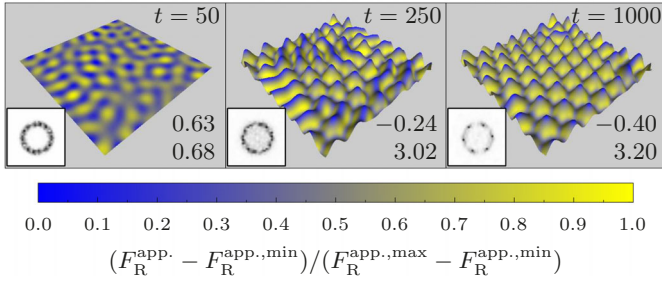 t = 50 t = 250 t = 1000
0.63 −0.24 −0.40
0.68 3.02 3.20
0.0 0.1 0.2 0.3 0.4 0.5 0.6 0.7 0.8 0.9 1.0
(F_R^app. − F_R^app.,min)/(F_R^app.,max − F_R^app.,min)